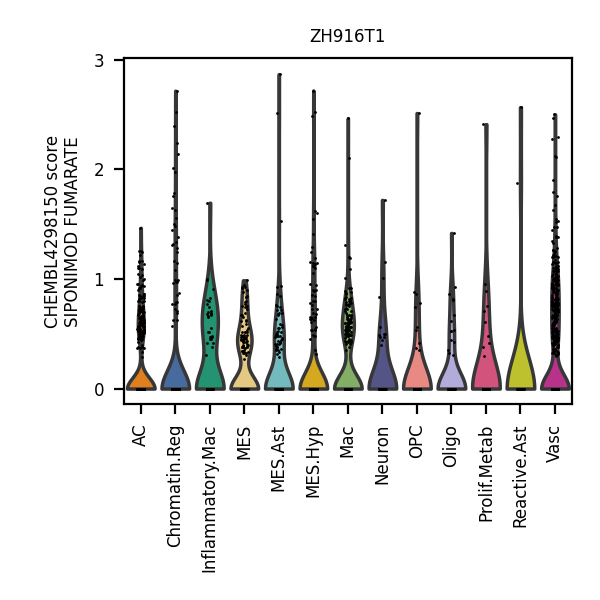 ZH916T1
CHEMBL4298150 score
SIPONIMOD FUMARATE
3
2
1
0
AC
Chromatin.Reg
Inflammatory.Mac
MES
MES.Ast
MES.Hyp
Mac
Neuron
OPC
Oligo
Prolif.Metab
Reactive.Ast
Vasc